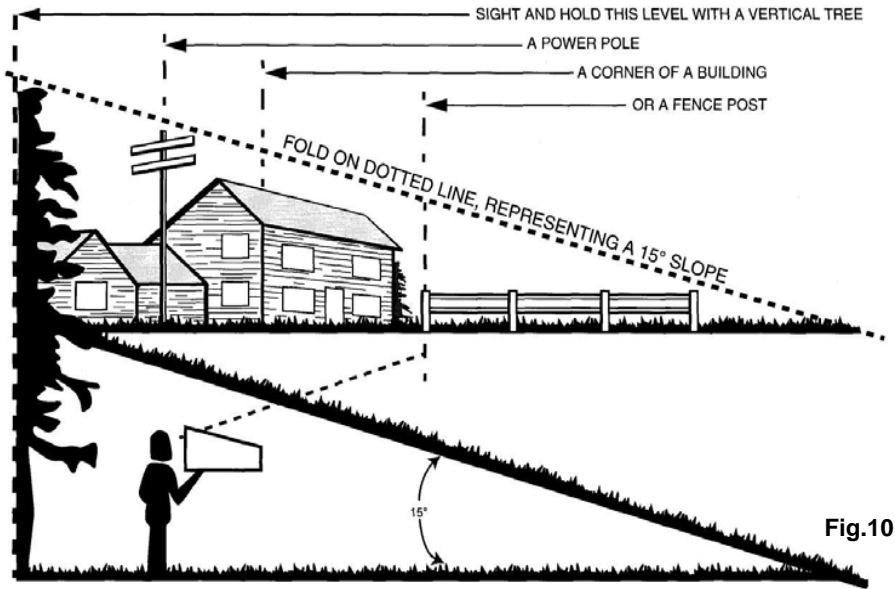 SIGHT AND HOLD THIS LEVEL WITH A VERTICAL TREE
A POWER POLE
A CORNER OF A BUILDING
OR A FENCE POST
FOLD ON DOTTED LINE, REPRESENTING A 15° SLOPE
15°
Fig.10